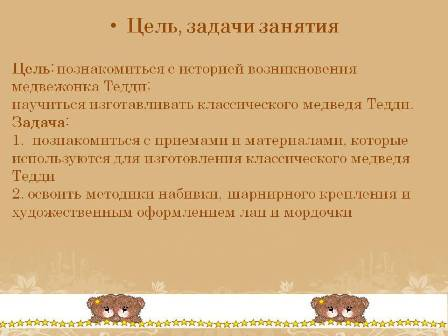 • Цель, задачи занятия
Цель: познакомиться с историей возникновения
медвежонка Тедди;
научиться изготавливать классического медведя Тедди.
Задача:
1. познакомиться с приемами и материалами, которые
используются для изготовления классического медведя
Тедди
2. освоить методики набивки, шарнирного крепления и
художественным оформлением лап и мордочки